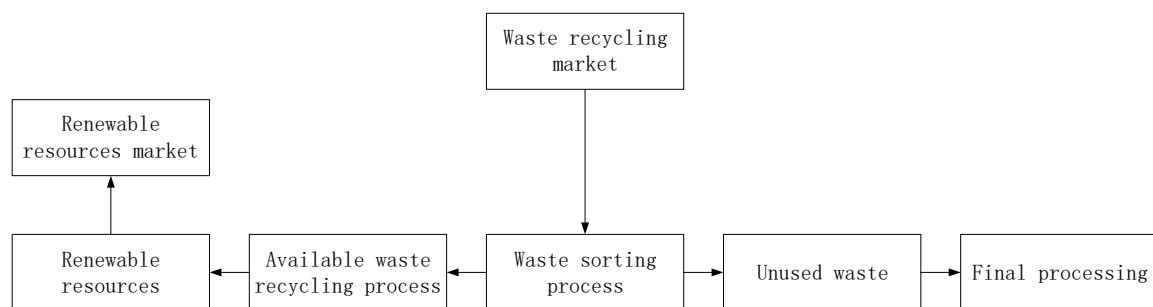 Waste recycling
market
Renewable
resources market
Renewable
resources
Available waste
recycling process
Waste sorting
process
Unused waste
Final processing